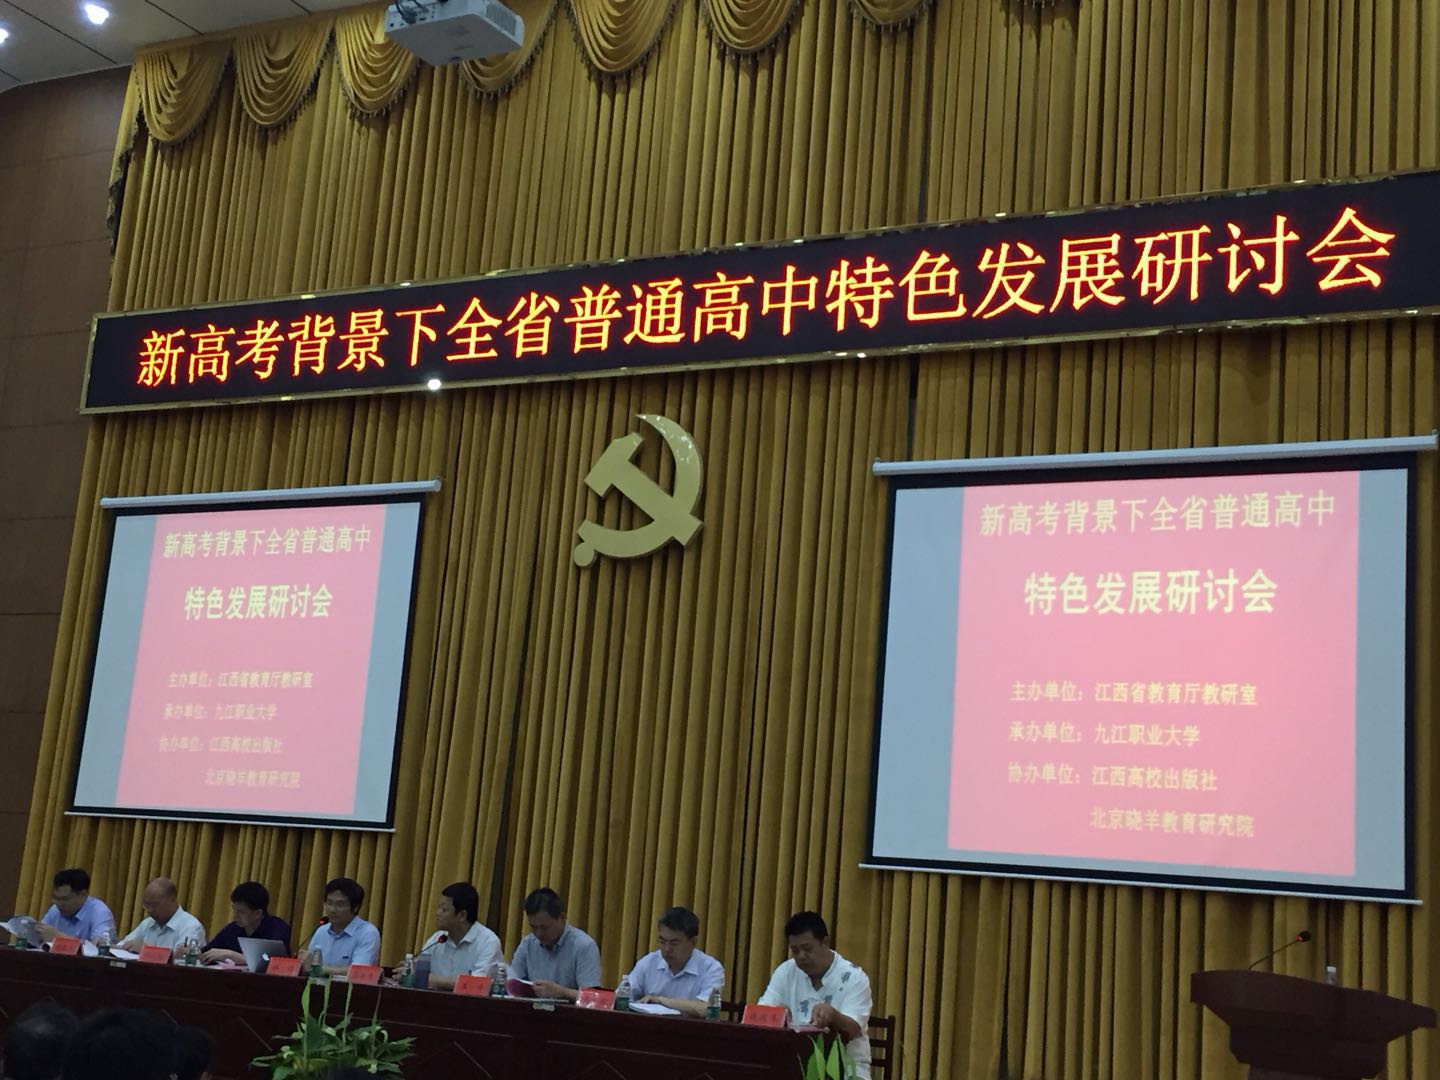 新高考背景下全省普通高中特色发展研讨会
新高考背景下全省普通高中
特色发展研讨会
主办单位：江西省教育厅教研室
承办单位：九江职业大学
协办单位：江西高校出版社
北京晓羊教育研究院
新高考背景下全省普通高中
特色发展研讨会
主办单位：江西省教育厅教研室
承办单位：九江职业大学
协办单位：江西高校出版社
北京晓羊教育研究院